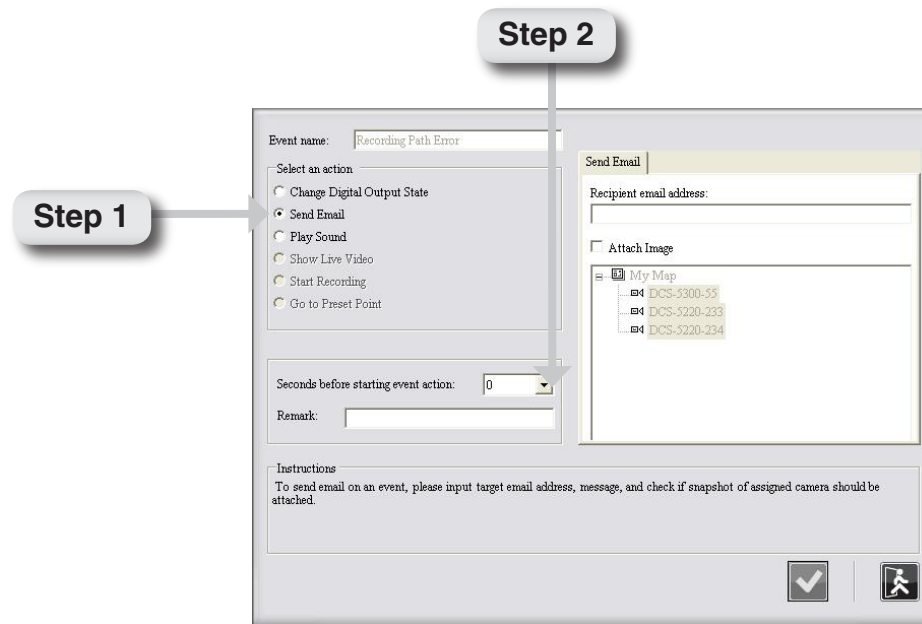 Step 2
Step 1
Event name: Recording Path Error
Select an action
Change Digital Output State
Send Email
Play Sound
Show Live Video
Start Recording
Go to Preset Point
Seconds before starting event action: 0
Remark:
Send Email
Recipient email address:
Attach Image
My Map
DCS-5300-55
DCS-5220-233
DCS-5220-234
Instructions
To send email on an event, please input target email address, message, and check if snapshot of assigned camera should be
attached.